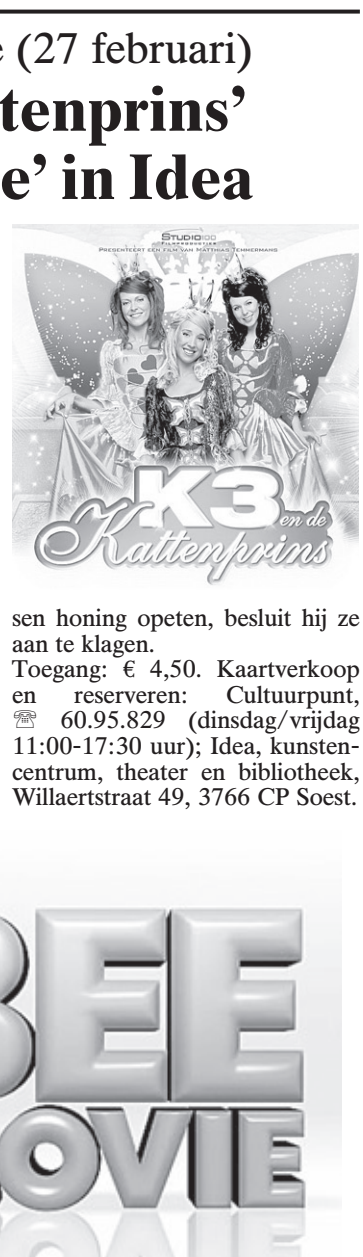 e (27 februari)
tenprins’
e’ in Idea
STUDIO100
FILMPRODUCTIES
PRESENTEERT EEN FILM VAN MATTHIAS TEMMERMANS
K3
en de
Kattenprins
sen honing opeten, besluit hij ze
aan te klagen.
Toegang: € 4,50. Kaartverkoop
en reserveren: Cultuurpunt,
☏ 60.95.829 (dinsdag/vrijdag
11:00-17:30 uur); Idea, kunsten-
centrum, theater en bibliotheek,
Willaertstraat 49, 3766 CP Soest.
BEE
OVIE